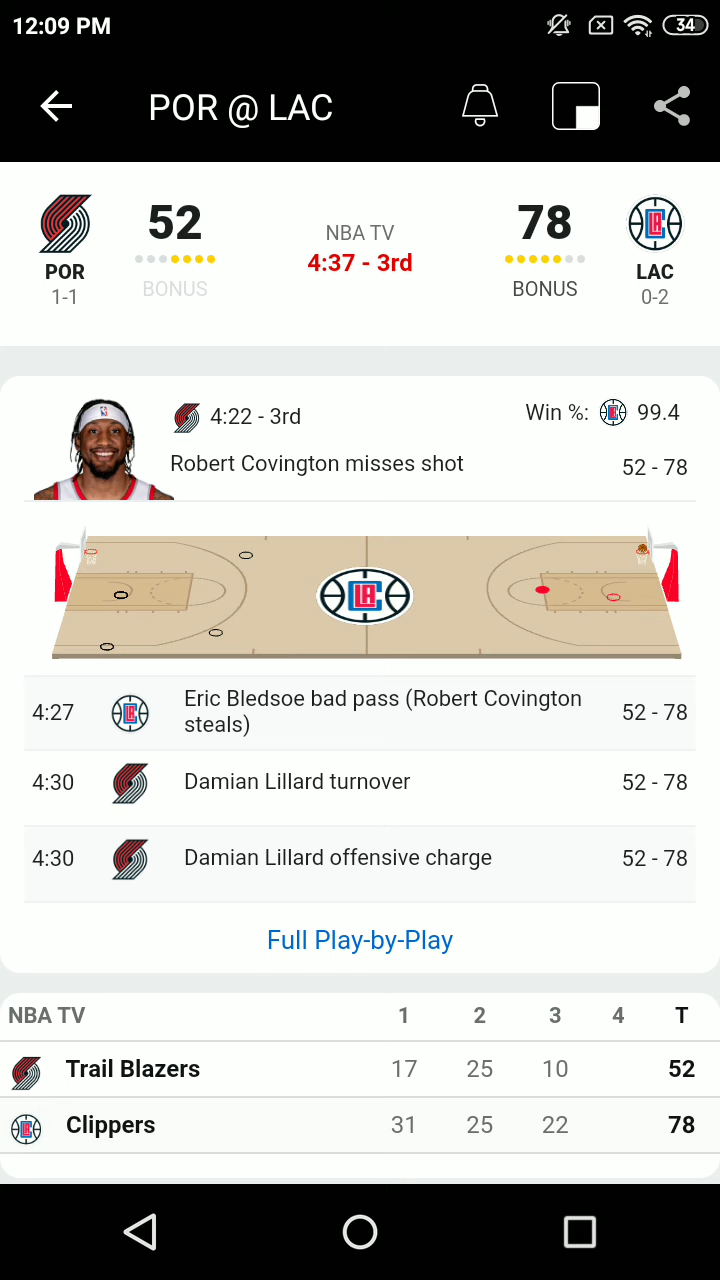 12:09 PM
34
POR @ LAC
52
78
NBA TV
4:37 - 3rd
POR
1-1
BONUS
BONUS
LAC
0-2
4:22 - 3rd
Win %: 99.4
Robert Covington misses shot
52 - 78
4:27
Eric Bledsoe bad pass (Robert Covington
steals)
52 - 78
4:30
Damian Lillard turnover
52 - 78
4:30
Damian Lillard offensive charge
52 - 78
Full Play-by-Play
NBA TV 1 2 3 4 T
Trail Blazers 17 25 10 52
Clippers 31 25 22 78